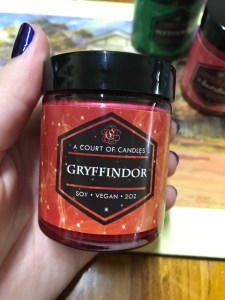 A COURT OF CANDLES
GRYFFINDOR
SOY • VEGAN • 2OZ